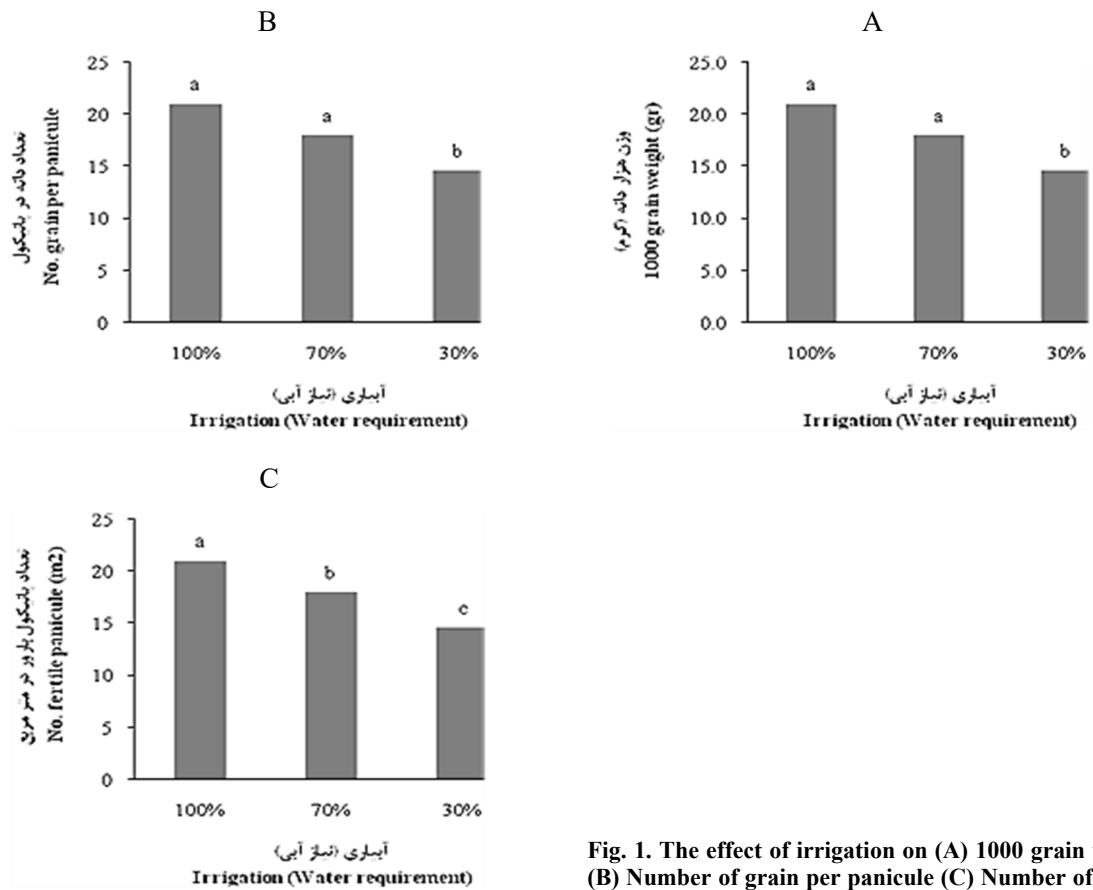 B
25
20
15
10
5
0
a
a
b
تعداد دانه در پانیکول
No. grain per panicule
100% 70% 30%
آبیاری (نیاز آبی)
Irrigation (Water requirement)
A
25.0
20.0
15.0
10.0
5.0
0.0
a
a
b
وزن هزار دانه (گرم)
1000 grain weight (gr)
100% 70% 30%
آبیاری (نیاز آبی)
Irrigation (Water requirement)
C
25
20
15
10
5
0
a
b
c
تعداد پانیکول بارور در متر مربع
No. fertile panicule (m2)
100% 70% 30%
آبیاری (نیاز آبی)
Irrigation (Water requirement)
Fig. 1. The effect of irrigation on (A) 1000 grain
(B) Number of grain per panicule (C) Number of